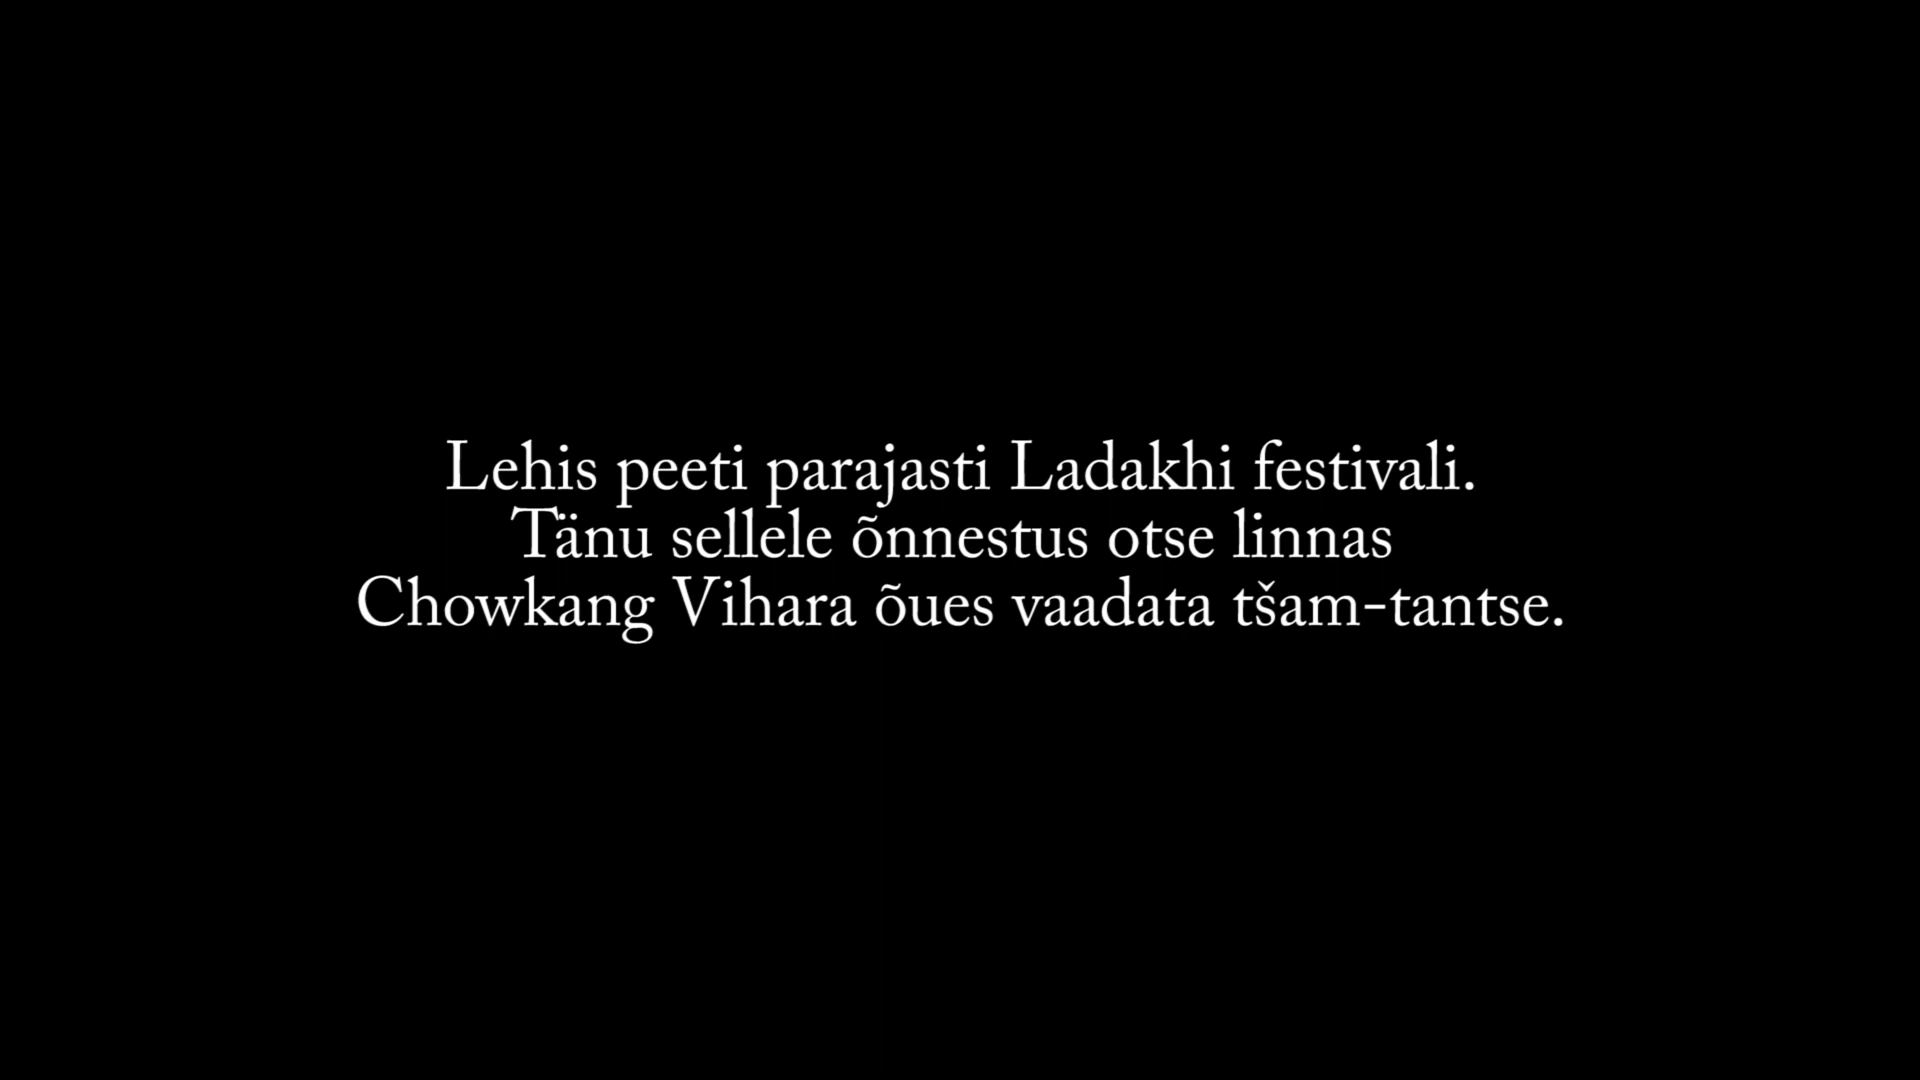 Lehis peeti parajasti Ladakhi festivali.
Tänu sellele õnnestus otse linnas
Chowkang Vihara õues vaadata tšam-tantse.